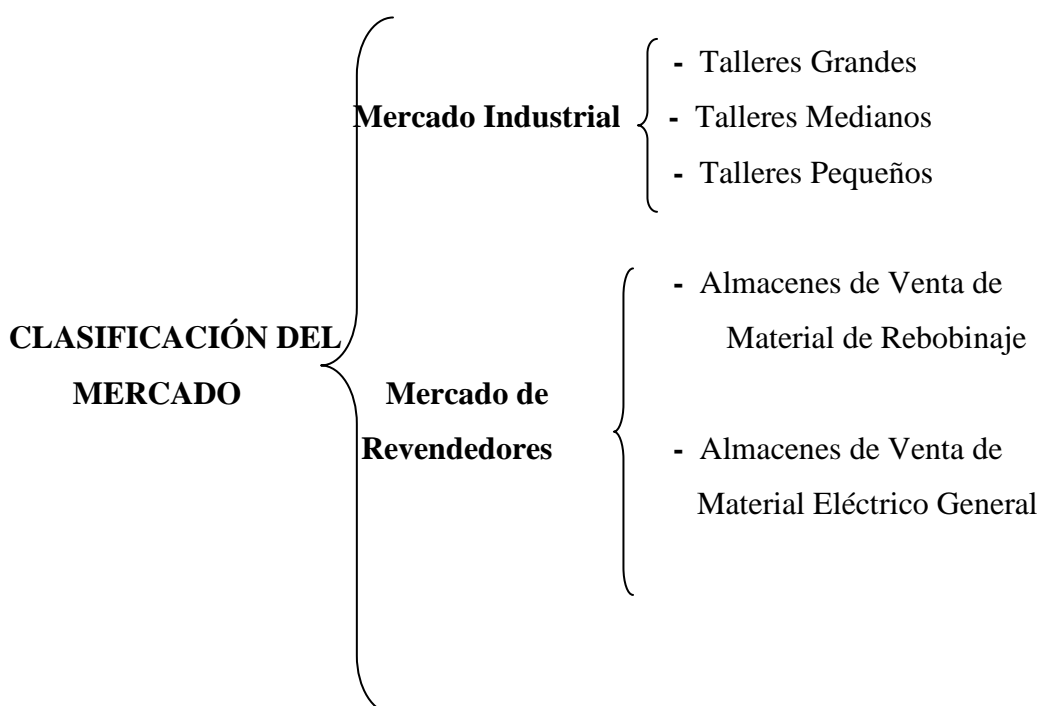 - Talleres Grandes
Mercado Industrial
- Talleres Medianos
- Talleres Pequeños
- Almacenes de Venta de
Material de Rebobinaje
CLASIFICACIÓN DEL
MERCADO
Mercado de
Revendedores
- Almacenes de Venta de
Material Eléctrico General